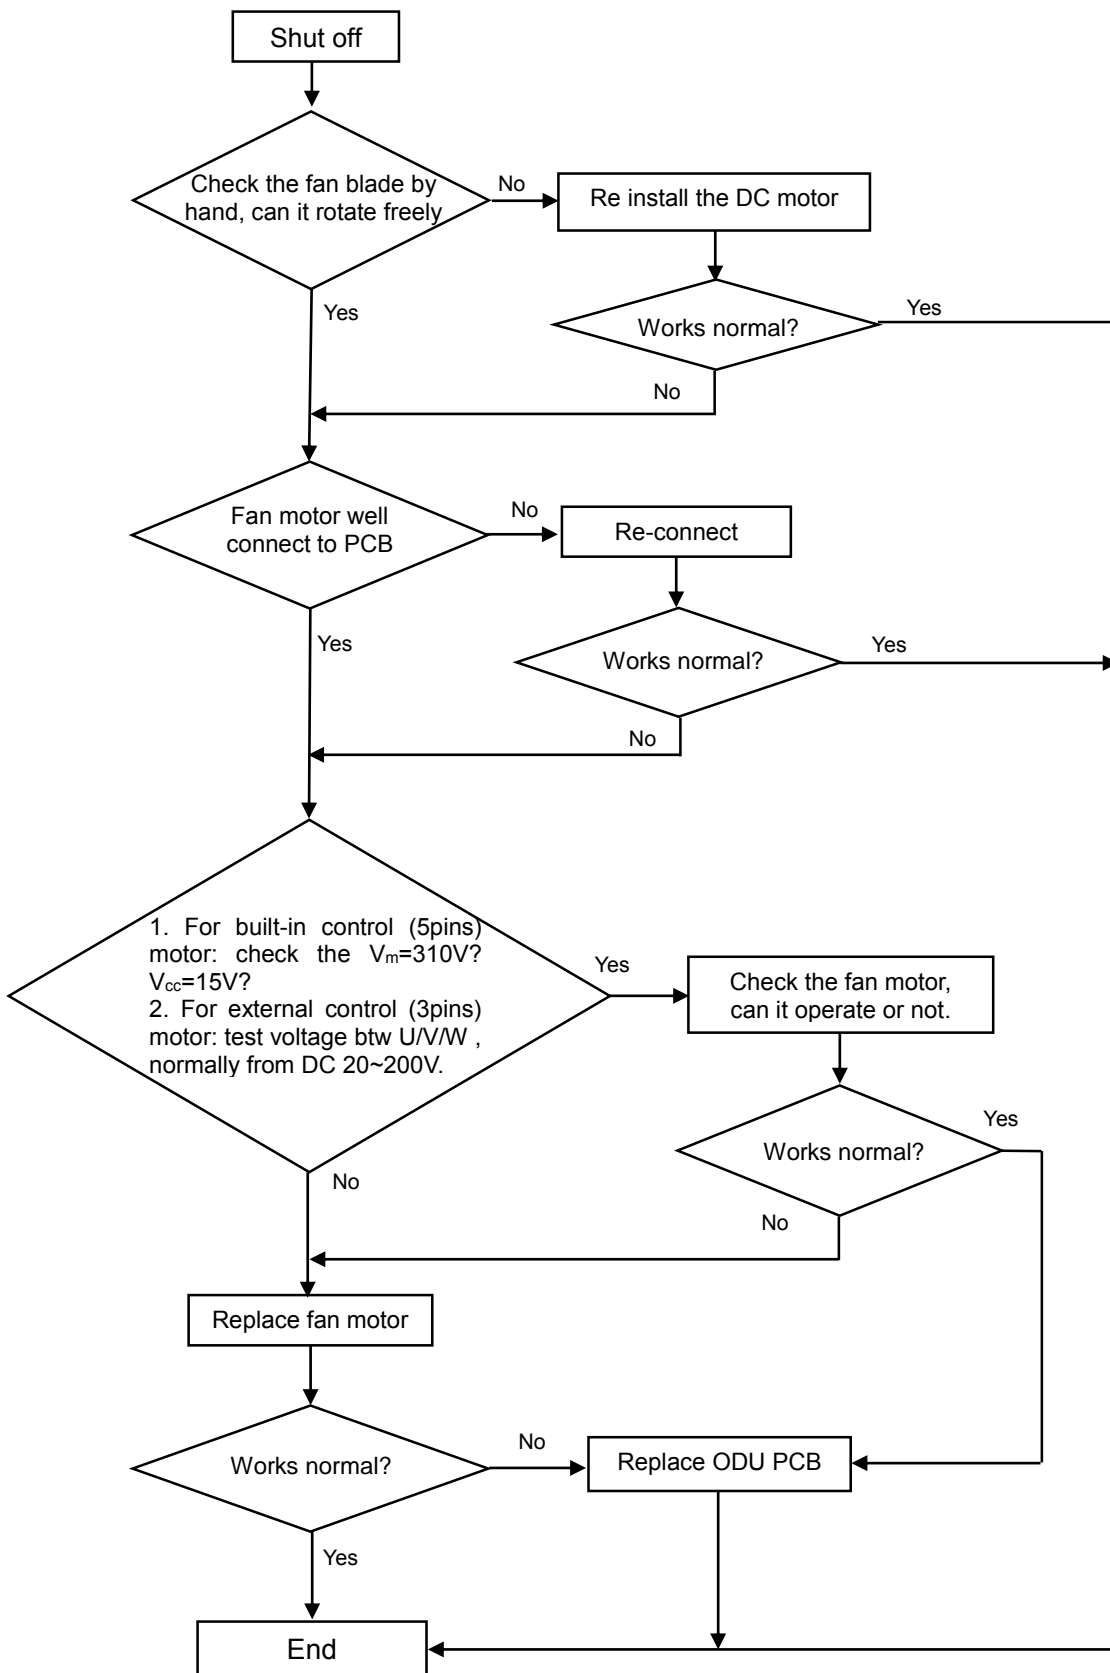 Shut off
Check the fan blade by
hand, can it rotate freely
No
Re install the DC motor
Yes
Works normal?
Yes
No
Fan motor well
connect to PCB
No
Re-connect
Yes
Works normal?
Yes
No
1. For built-in control (5pins)
motor: check the Vm=310V?
Vcc=15V?
2. For external control (3pins)
motor: test voltage btw U/V/W ,
normally from DC 20~200V.
Yes
Check the fan motor,
can it operate or not.
No
Works normal?
Yes
No
Replace fan motor
Works normal?
No
Replace ODU PCB
Yes
End